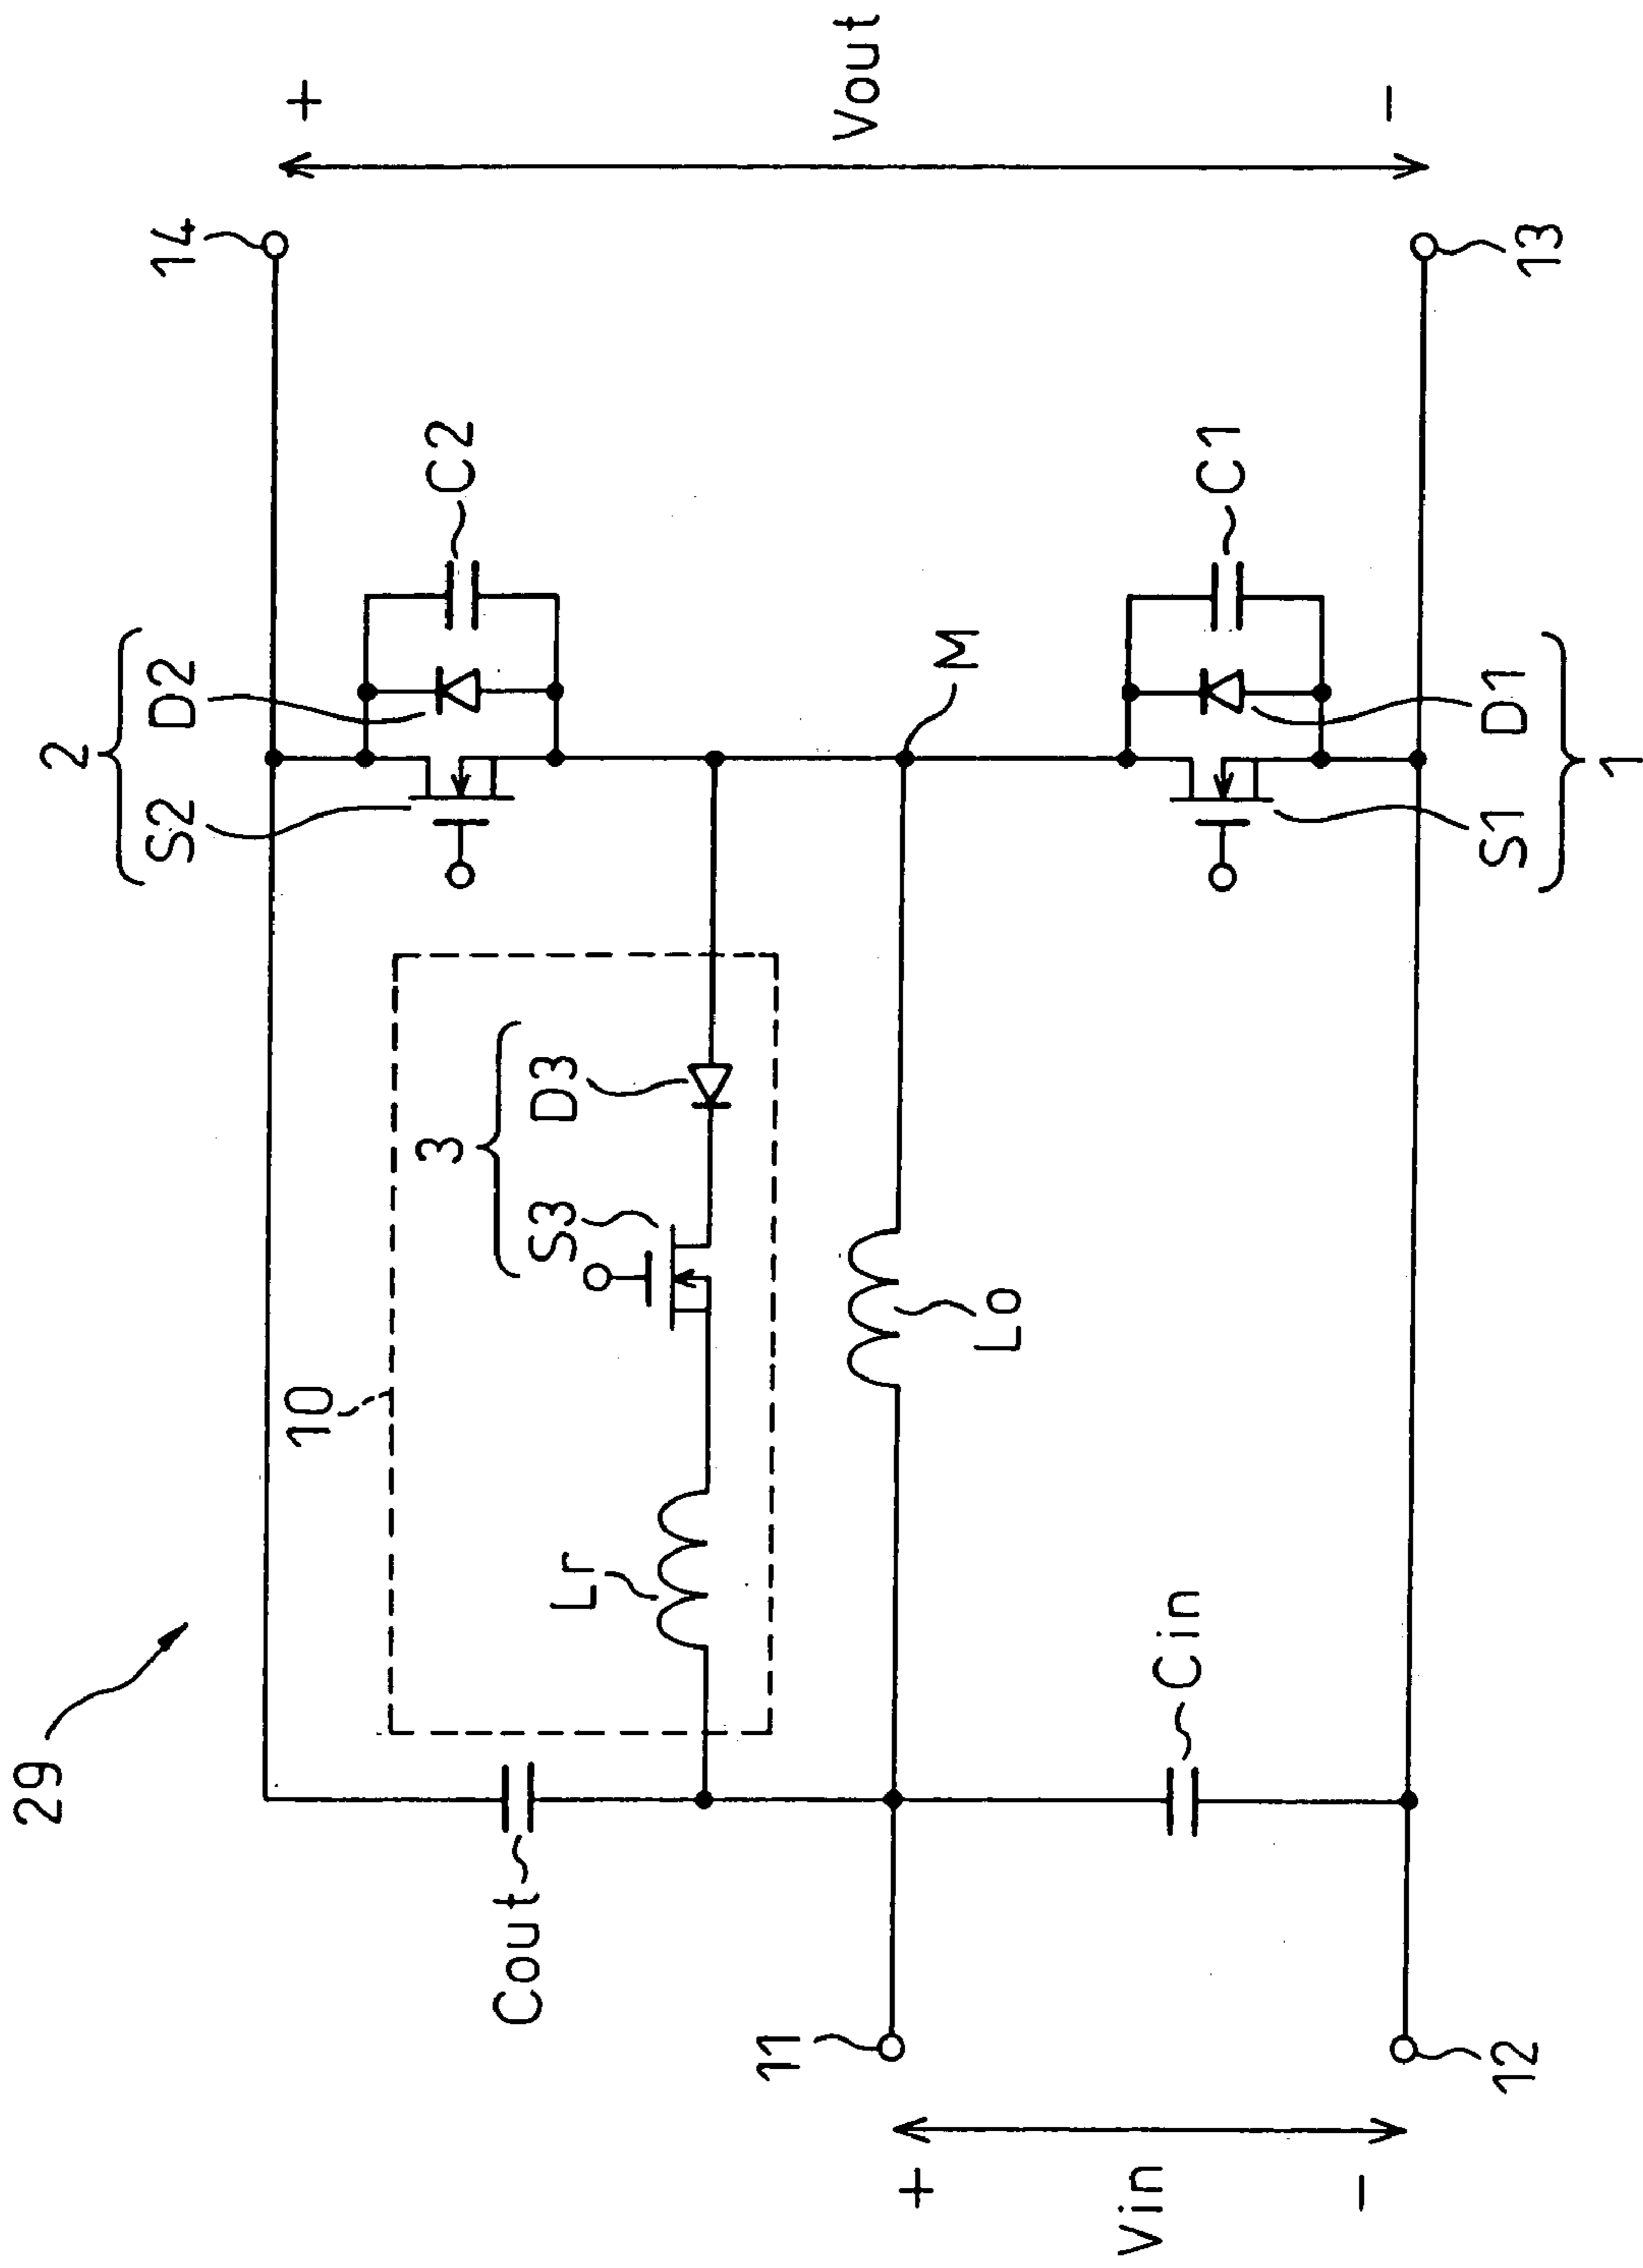 29
2
S2
D2
14
+
C2
10
3
S3
D3
Lr
Cout
M
Vout
Lo
11
+
Vin
-
Cin
C1
12
S1
D1
1
13
-